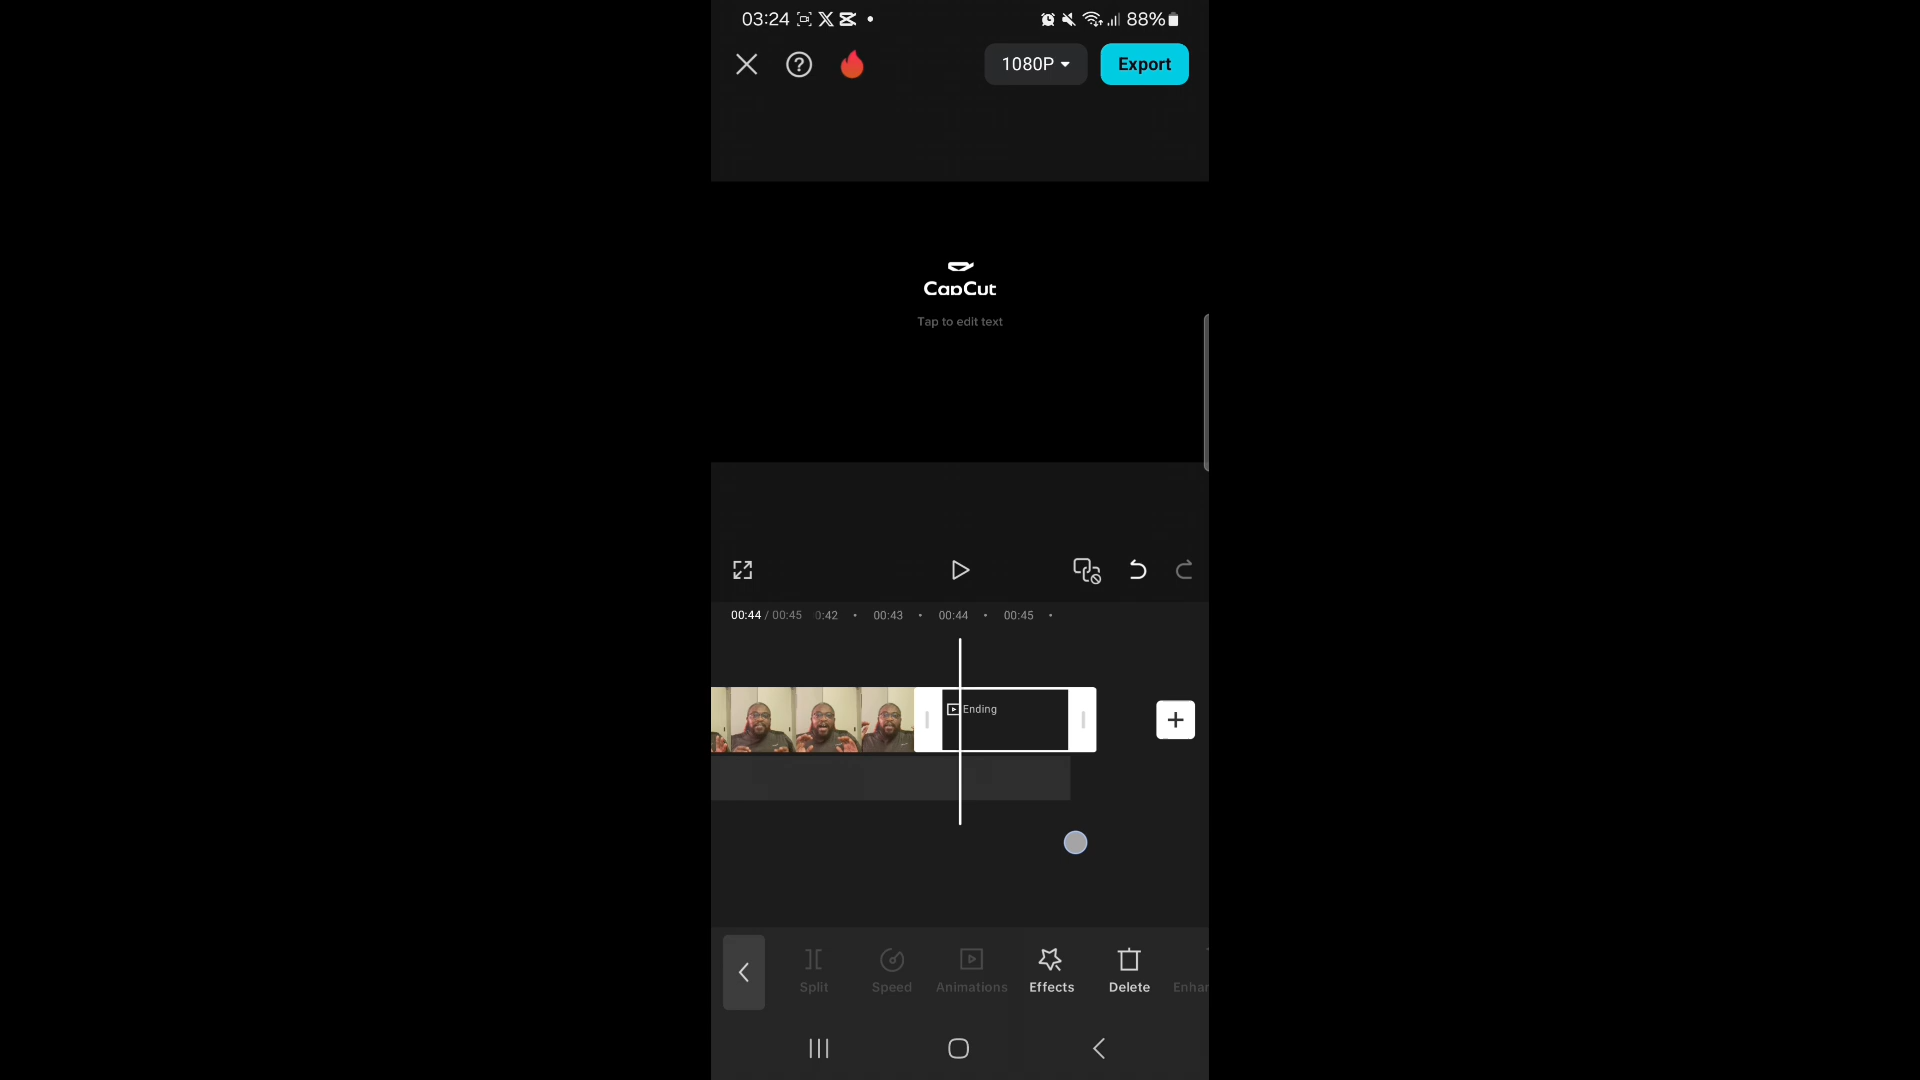 03:24 88%
1080P Export
CapCut
Tap to edit text
00:44 / 00:45 0:42 00:43 00:44 00:45
Ending
Split Speed Animations Effects Delete Enhan